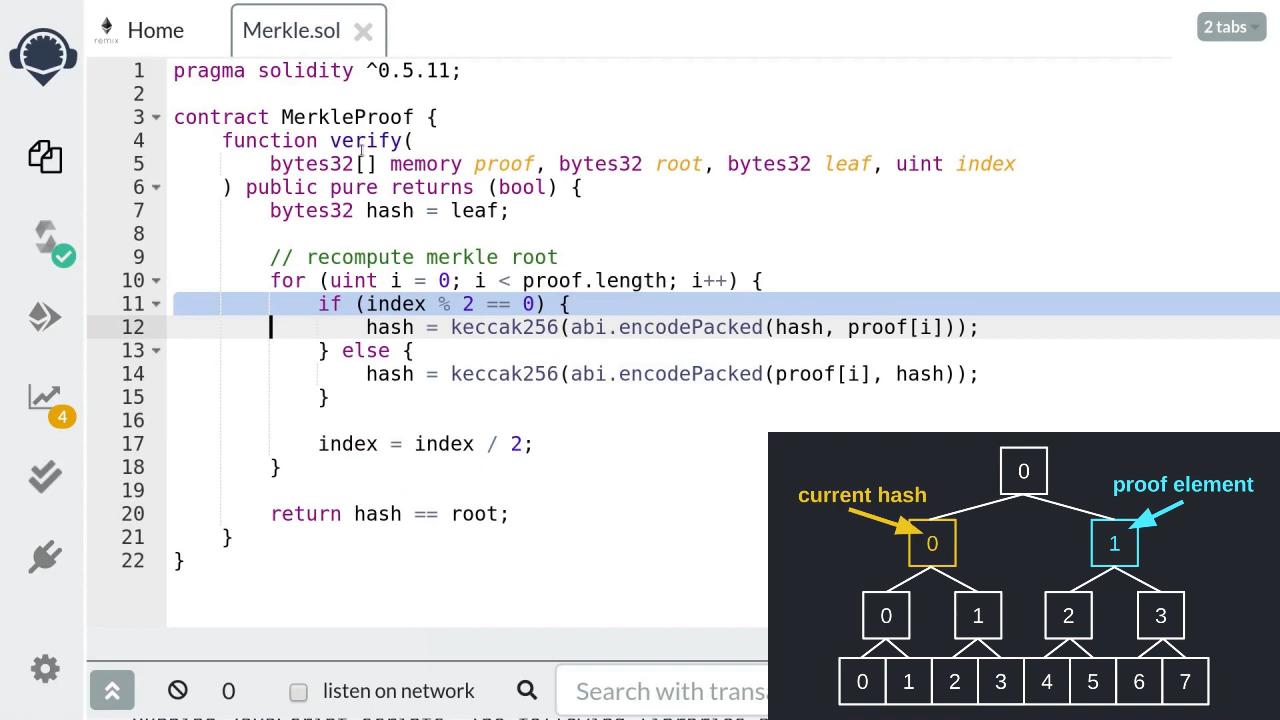 remix
Home
Merkle.sol
2 tabs
1 pragma solidity ^0.5.11;
2
3 contract MerkleProof {
4 function verify(
5 bytes32[] memory proof, bytes32 root, bytes32 leaf, uint index
6 ) public pure returns (bool) {
7 bytes32 hash = leaf;
8
9 // recompute merkle root
10 for (uint i = 0; i < proof.length; i++) {
11 if (index % 2 == 0) {
12 hash = keccak256(abi.encodePacked(hash, proof[i]));
13 } else {
14 hash = keccak256(abi.encodePacked(proof[i], hash));
15 }
16
17 index = index / 2;
18 }
19
20 return hash == root;
21 }
22 }
4
0
current hash
proof element
0 1
0 1 2 3
0 1 2 3 4 5 6 7
0 listen on network Search with transa